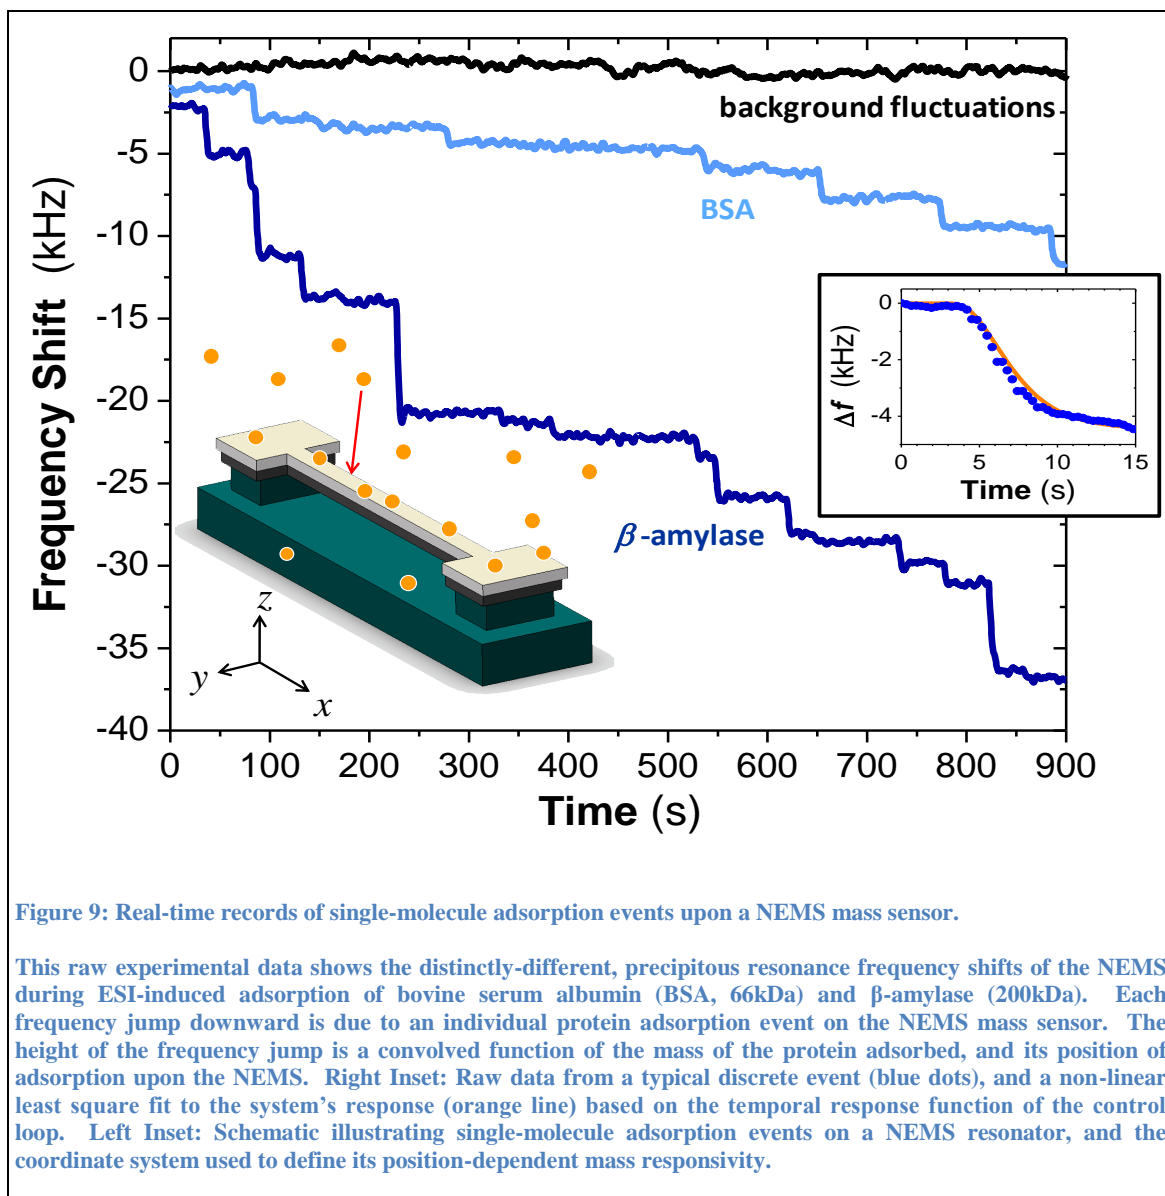 0
-5
-10
-15
-20
-25
-30
-35
-40
Frequency Shift (kHz)
background fluctuations
BSA
β-amylase
0
-2
-4
Δf (kHz)
0 5 10 15
Time (s)
z
y
x
0 100 200 300 400 500 600 700 800 900
Time (s)
Figure 9: Real-time records of single-molecule adsorption events upon a NEMS mass sensor.
This raw experimental data shows the distinctly-different, precipitous resonance frequency shifts of the NEMS
during ESI-induced adsorption of bovine serum albumin (BSA, 66kDa) and β-amylase (200kDa). Each
frequency jump downward is due to an individual protein adsorption event on the NEMS mass sensor. The
height of the frequency jump is a convolved function of the mass of the protein adsorbed, and its position of
adsorption upon the NEMS. Right Inset: Raw data from a typical discrete event (blue dots), and a non-linear
least square fit to the system's response (orange line) based on the temporal response function of the control
loop. Left Inset: Schematic illustrating single-molecule adsorption events on a NEMS resonator, and the
coordinate system used to define its position-dependent mass responsivity.